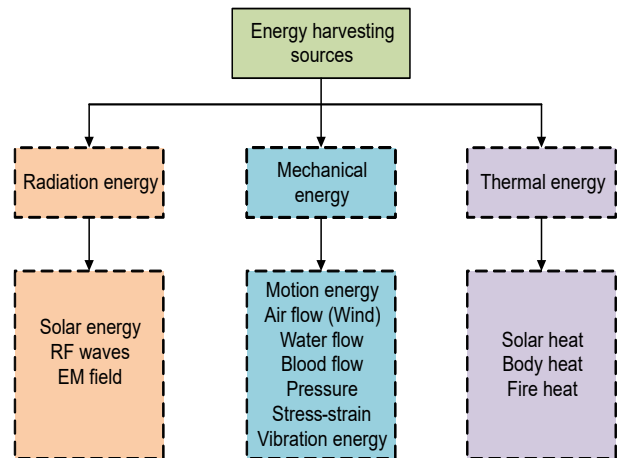 Energy harvesting
sources
Radiation energy
Mechanical
energy
Thermal energy
Solar energy
RF waves
EM field
Motion energy
Air flow (Wind)
Water flow
Blood flow
Pressure
Stress-strain
Vibration energy
Solar heat
Body heat
Fire heat